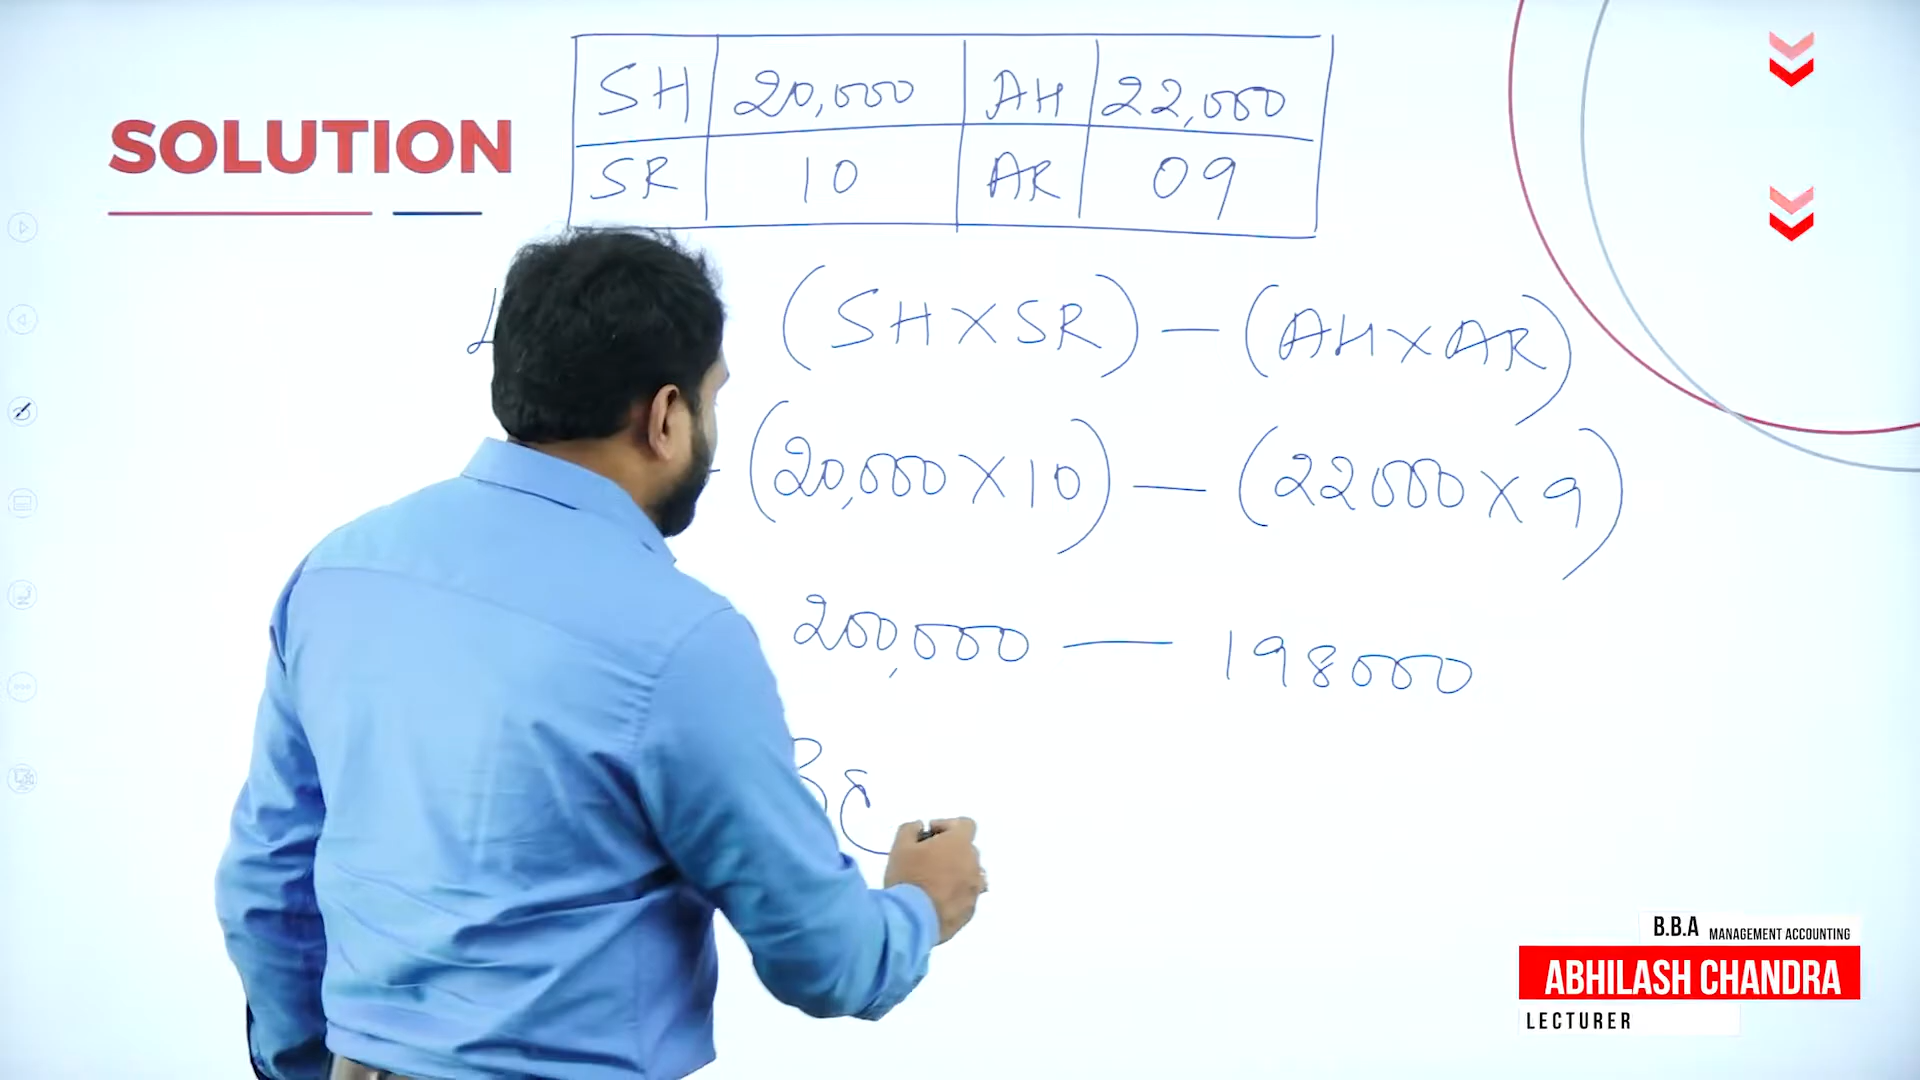 SH 20,000 AH 22,000
SOLUTION
SR 10 AR 09
(SH X SR) — (AH X AR)
(20,000 X 10) — (22000 X 9)
200,000 — 198000
B.B.A MANAGEMENT ACCOUNTING
ABHILASH CHANDRA
LECTURER